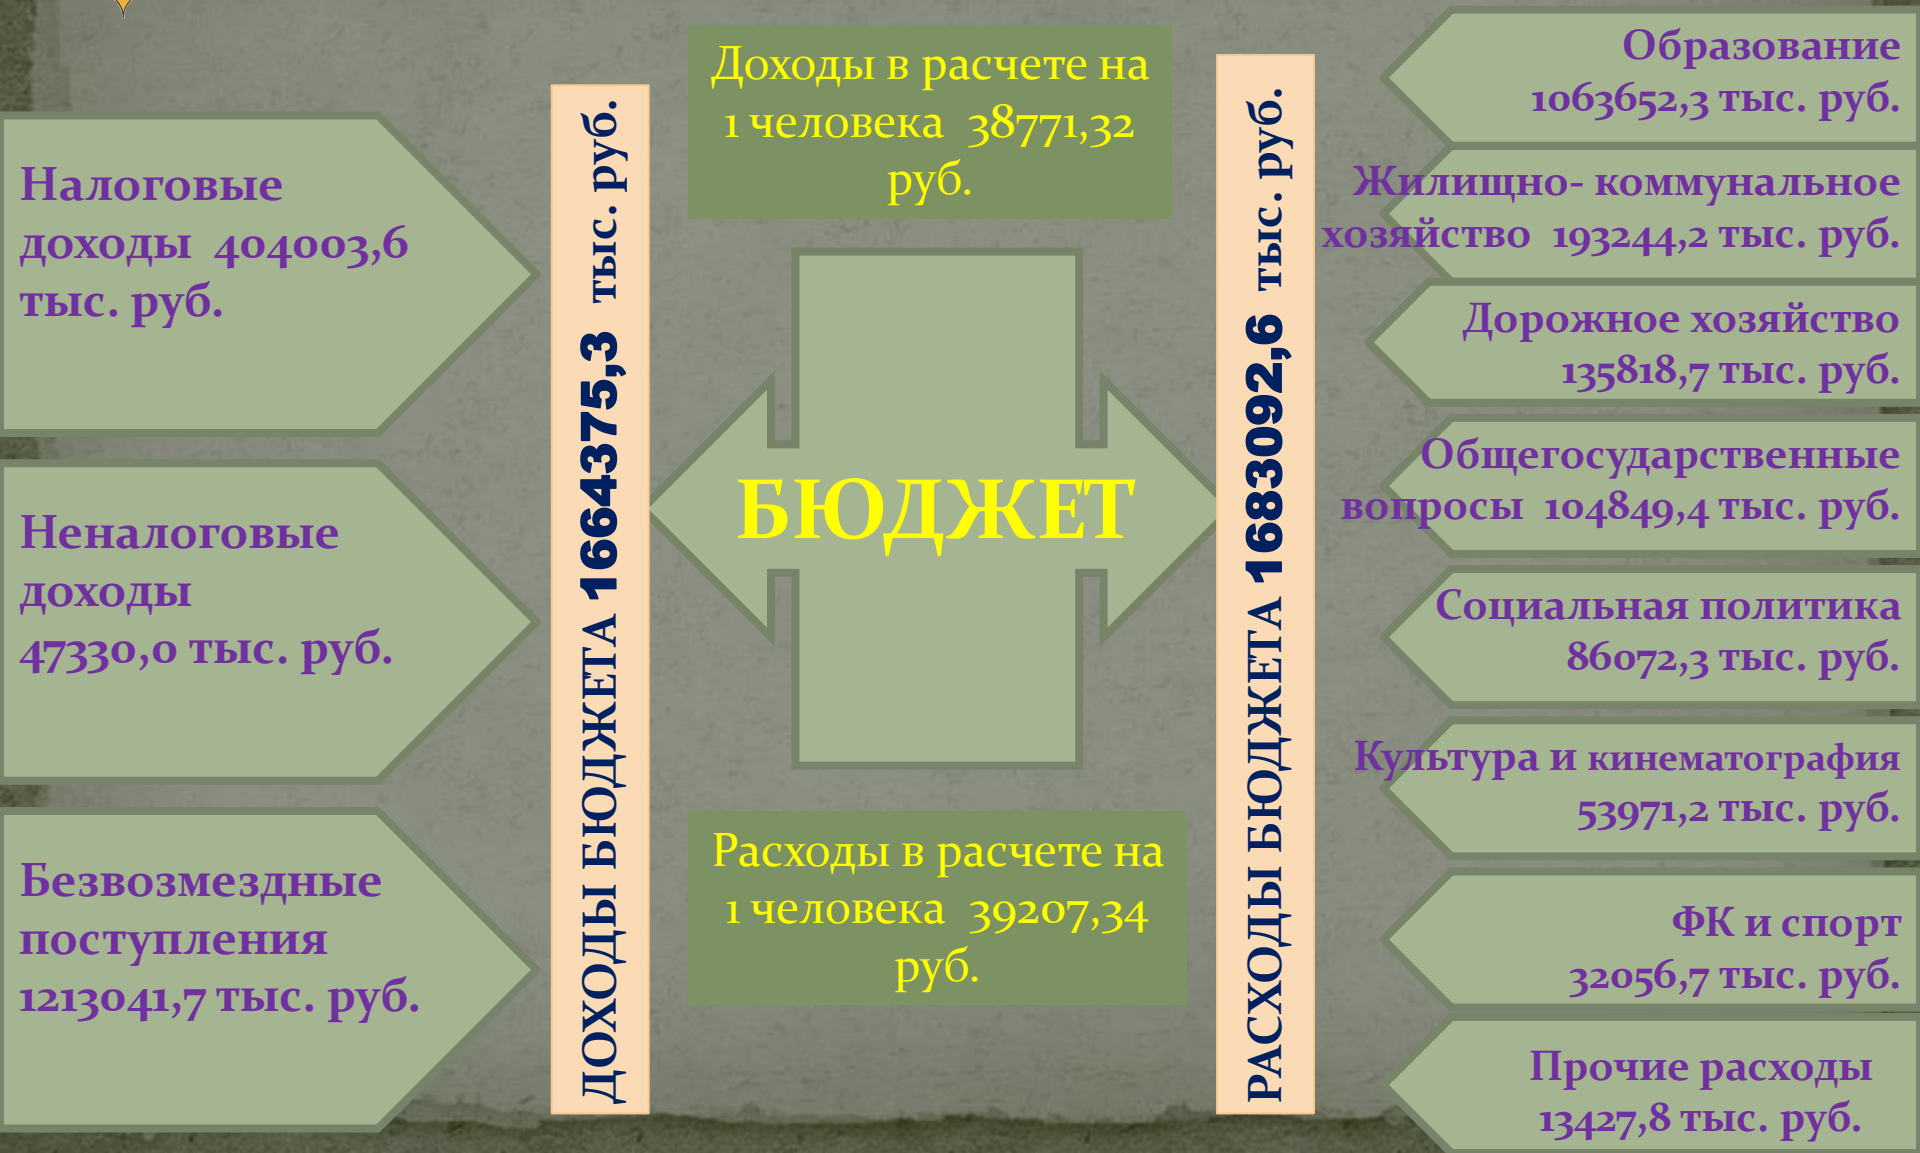 Налоговые
доходы 404003,6
тыс. руб.
Неналоговые
доходы
47330,0 тыс. руб.
Безвозмездные
поступления
1213041,7 тыс. руб.
ДОХОДЫ БЮДЖЕТА 1664375,3 тыс. руб.
Доходы в расчете на
1 человека 38771,32
руб.
БЮДЖЕТ
Расходы в расчете на
1 человека 39207,34
руб.
РАСХОДЫ БЮДЖЕТА 1683092,6 тыс. руб.
Образование
1063652,3 тыс. руб.
Жилищно- коммунальное
хозяйство 193244,2 тыс. руб.
Дорожное хозяйство
135818,7 тыс. руб.
Общегосударственные
вопросы 104849,4 тыс. руб.
Социальная политика
86072,3 тыс. руб.
Культура и кинематография
53971,2 тыс. руб.
ФК и спорт
32056,7 тыс. руб.
Прочие расходы
13427,8 тыс. руб.